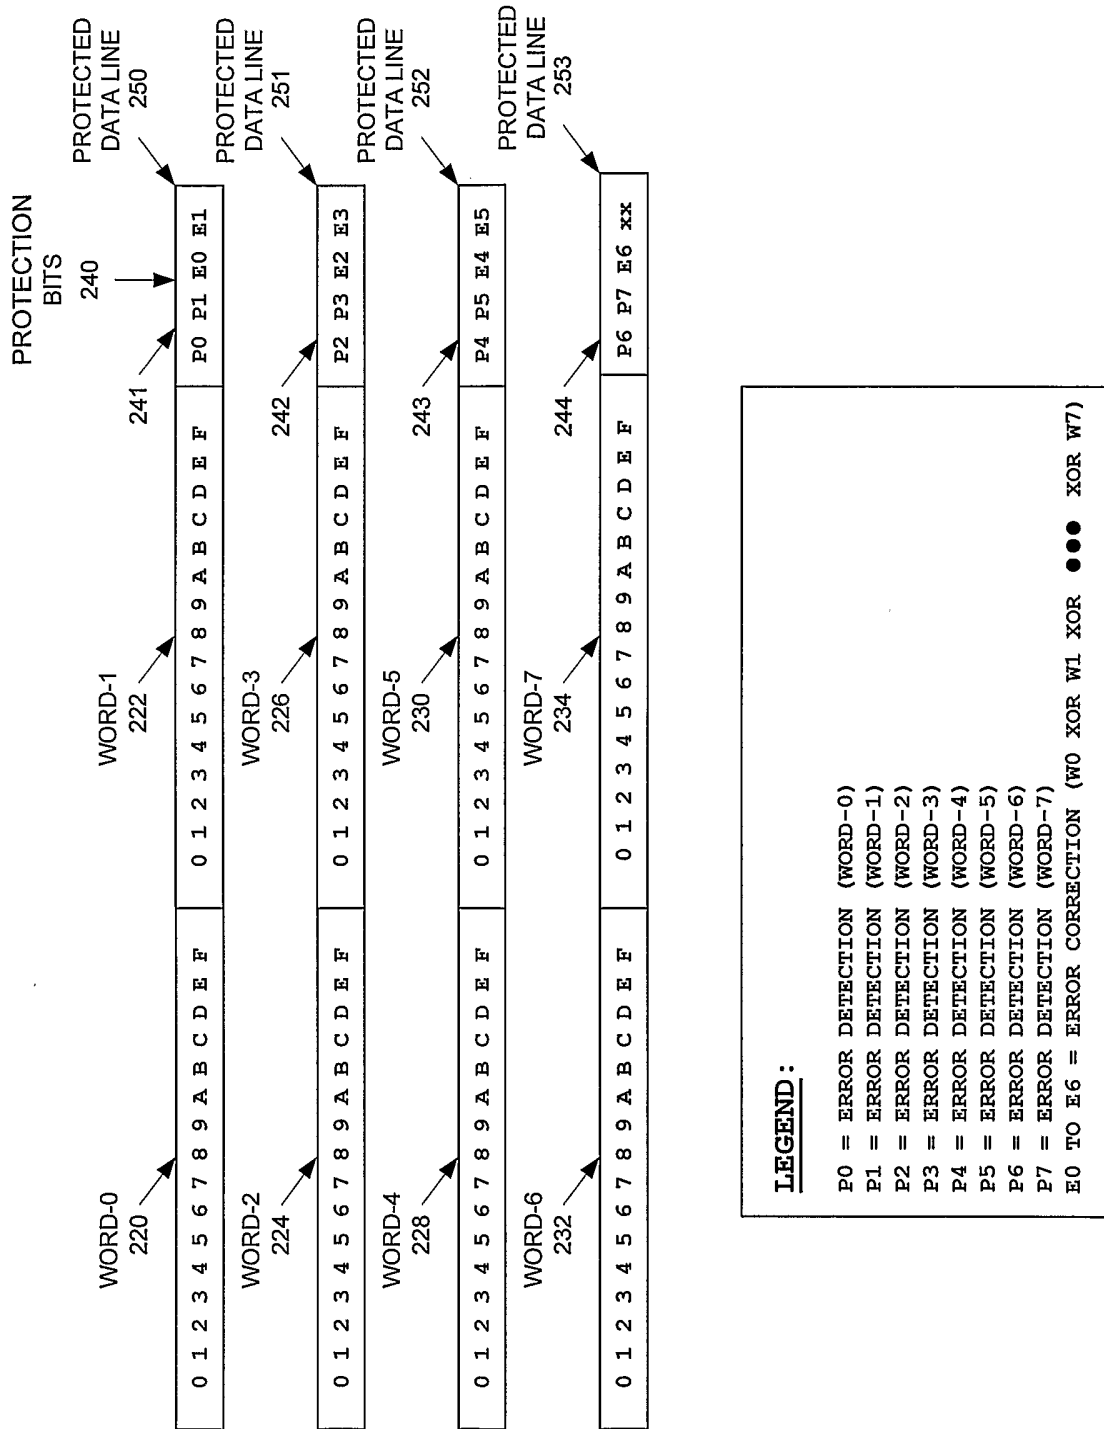 PROTECTION
BITS
240
PROTECTED
DATA LINE
250
WORD-0
220
WORD-1
222
241
0 1 2 3 4 5 6 7 8 9 A B C D E F
0 1 2 3 4 5 6 7 8 9 A B C D E F
P0 P1 E0 E1
PROTECTED
DATA LINE
251
WORD-2
224
WORD-3
226
242
0 1 2 3 4 5 6 7 8 9 A B C D E F
0 1 2 3 4 5 6 7 8 9 A B C D E F
P2 P3 E2 E3
PROTECTED
DATA LINE
252
WORD-4
228
WORD-5
230
243
0 1 2 3 4 5 6 7 8 9 A B C D E F
0 1 2 3 4 5 6 7 8 9 A B C D E F
P4 P5 E4 E5
PROTECTED
DATA LINE
253
WORD-6
232
WORD-7
234
244
0 1 2 3 4 5 6 7 8 9 A B C D E F
0 1 2 3 4 5 6 7 8 9 A B C D E F
P6 P7 E6 xx
LEGEND:
P0 = ERROR DETECTION (WORD-0)
P1 = ERROR DETECTION (WORD-1)
P2 = ERROR DETECTION (WORD-2)
P3 = ERROR DETECTION (WORD-3)
P4 = ERROR DETECTION (WORD-4)
P5 = ERROR DETECTION (WORD-5)
P6 = ERROR DETECTION (WORD-6)
P7 = ERROR DETECTION (WORD-7)
E0 TO E6 = ERROR CORRECTION (W0 XOR W1 XOR ●●● XOR W7)